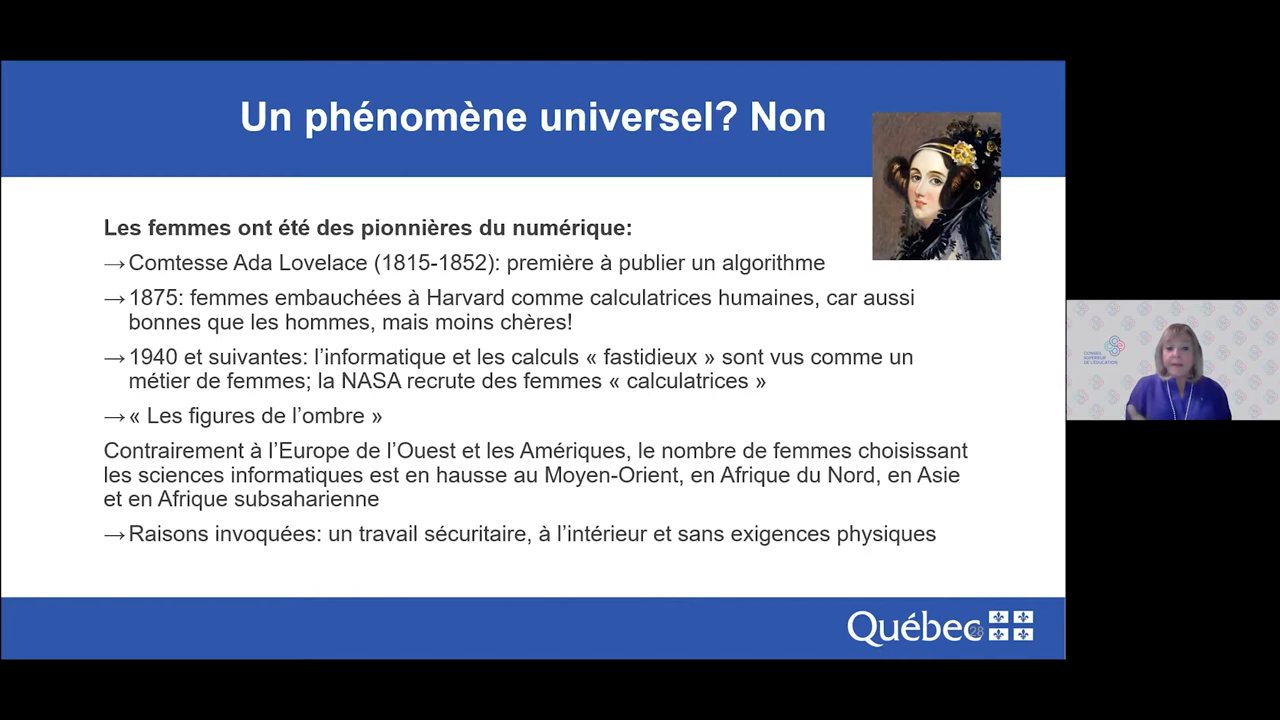 Un phénomène universel? Non
Les femmes ont été des pionnières du numérique:
→Comtesse Ada Lovelace (1815-1852): première à publier un algorithme
→1875: femmes embauchées à Harvard comme calculatrices humaines, car aussi
bonnes que les hommes, mais moins chères!
→1940 et suivantes: l’informatique et les calculs « fastidieux » sont vus comme un
métier de femmes; la NASA recrute des femmes « calculatrices »
→« Les figures de l’ombre »
Contrairement à l’Europe de l’Ouest et les Amériques, le nombre de femmes choisissant
les sciences informatiques est en hausse au Moyen-Orient, en Afrique du Nord, en Asie
et en Afrique subsaharienne
→Raisons invoquées: un travail sécuritaire, à l’intérieur et sans exigences physiques
CONSEIL
SUPÉRIEUR
DE L’ÉDUCATION
Québec
28